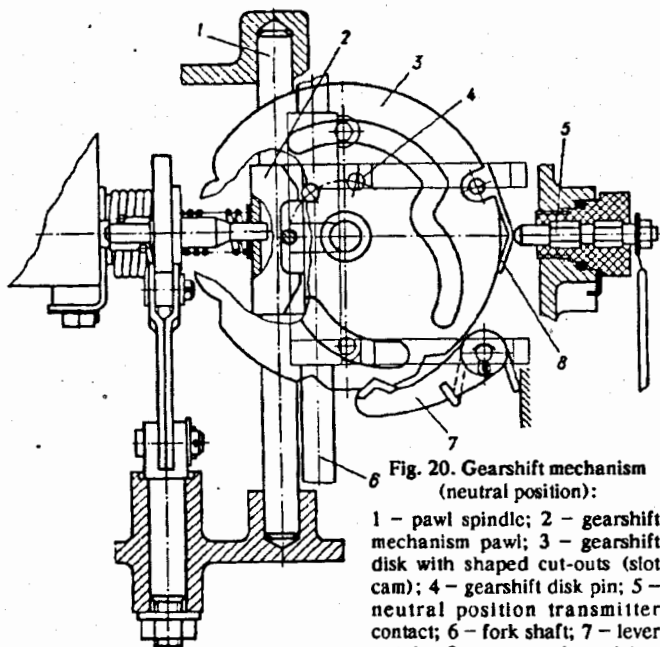 1
2
3
4
5
8
7
6
Fig. 20. Gearshift mechanism
(neutral position):
1 – pawl spindle; 2 – gearshift
mechanism pawl; 3 – gearshift
disk with shaped cut-outs (slot
cam); 4 – gearshift disk pin; 5 –
neutral position transmitter
contact; 6 – fork shaft; 7 – lever